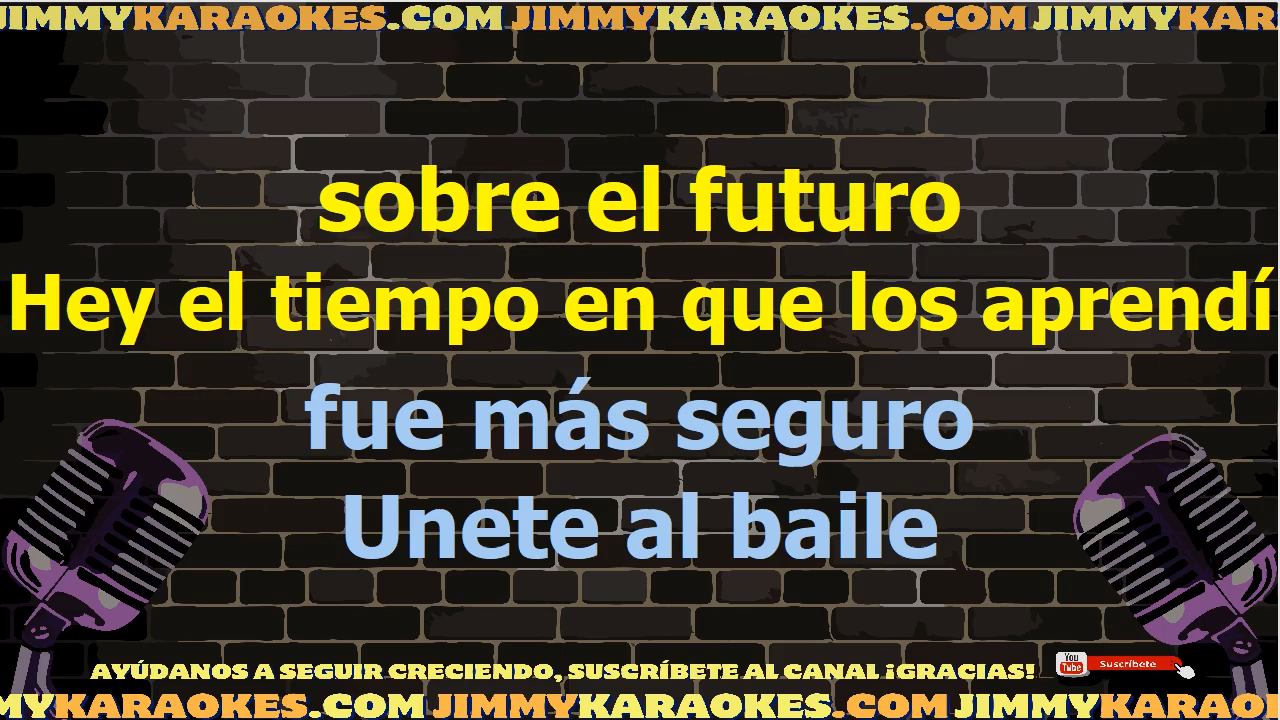 JIMMYKARAOKES.COM JIMMYKARAOKES.COM JIMMYKAR
sobre el futuro
Hey el tiempo en que los aprendí
fue más seguro
Unete al baile
AYÚDANOS A SEGUIR CRECIENDO, SUSCRÍBETE AL CANAL ¡GRACIAS!
You Tube Suscríbete
MYKARAOKES.COM JIMMYKARAOKES.COM JIMMYKARAO